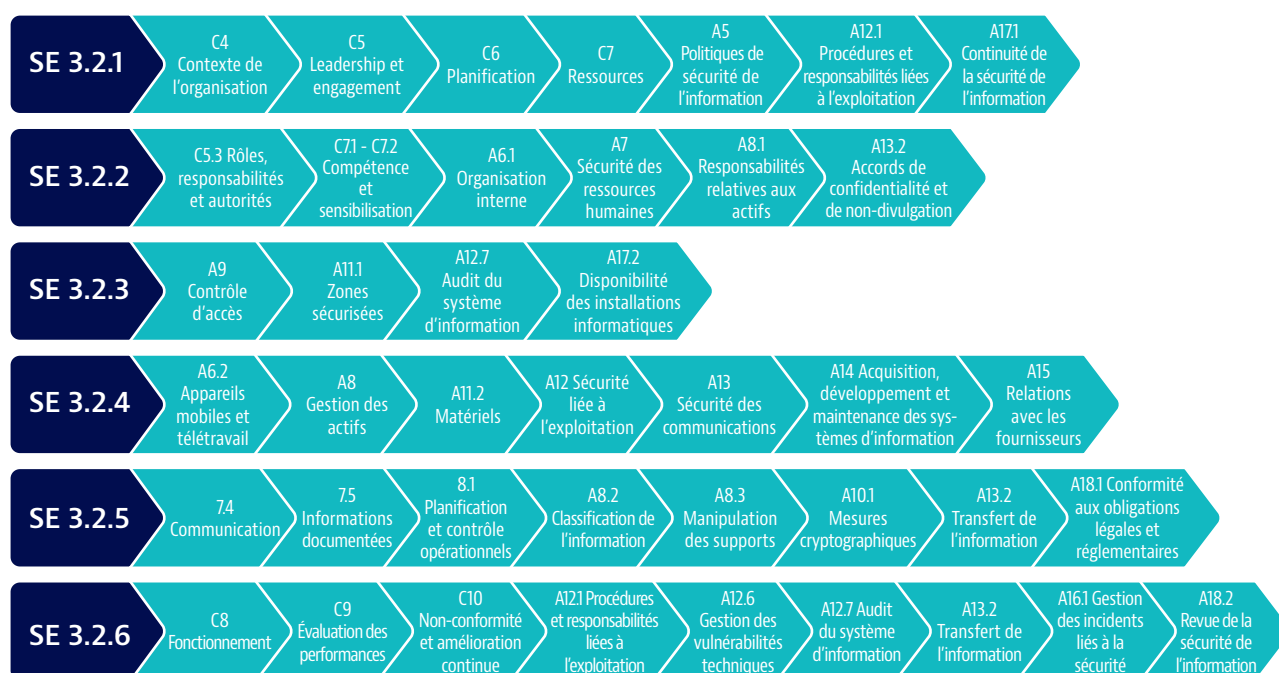 SE 3.2.1
C4
Contexte de
l'organisation
C5
Leadership et
engagement
C6
Planification
C7
Ressources
A5
Politiques de
sécurité de
l'information
A12.1
Procédures et
responsabilités liées
à l'exploitation
A17.1
Continuité de
la sécurité de
l'information
SE 3.2.2
C5.3 Rôles,
responsabilités
et autorités
C7.1 - C7.2
Compétence
et
sensibilisation
A6.1
Organisation
interne
A7
Sécurité des
ressources
humaines
A8.1
Responsabilités
relatives aux
actifs
A13.2
Accords de
confidentialité et
de non-divulgation
SE 3.2.3
A9
Contrôle
d'accès
A11.1
Zones
sécurisées
A12.7
Audit du
système
d'information
A17.2
Disponibilité
des installations
informatiques
SE 3.2.4
A6.2
Appareils
mobiles et
télétravail
A8
Gestion des
actifs
A11.2
Matériels
A12 Sécurité
liée à
l'exploitation
A13
Sécurité des
communications
A14 Acquisition,
développement et
maintenance des sys-
tèmes d'information
A15
Relations
avec les
fournisseurs
SE 3.2.5
7.4
Communication
7.5
Informations
documentées
8.1
Planification
et contrôle
opérationnels
A8.2
Classification de
l'information
A8.3
Manipulation
des supports
A10.1
Mesures
cryptographiques
A13.2
Transfert de
l'information
A18.1 Conformité
aux obligations
légales et
réglementaires
SE 3.2.6
C8
Fonctionnement
C9
Évaluation des
performances
C10
Non-conformité
et amélioration
continue
A12.1 Procédures
et responsabilités
liées à
l'exploitation
A12.6
Gestion des
vulnérabilités
techniques
A12.7 Audit
du système
d'information
A13.2
Transfert de
l'information
A16.1 Gestion
des incidents
liés à la
sécurité
A18.2
Revue de la
sécurité de
l'information